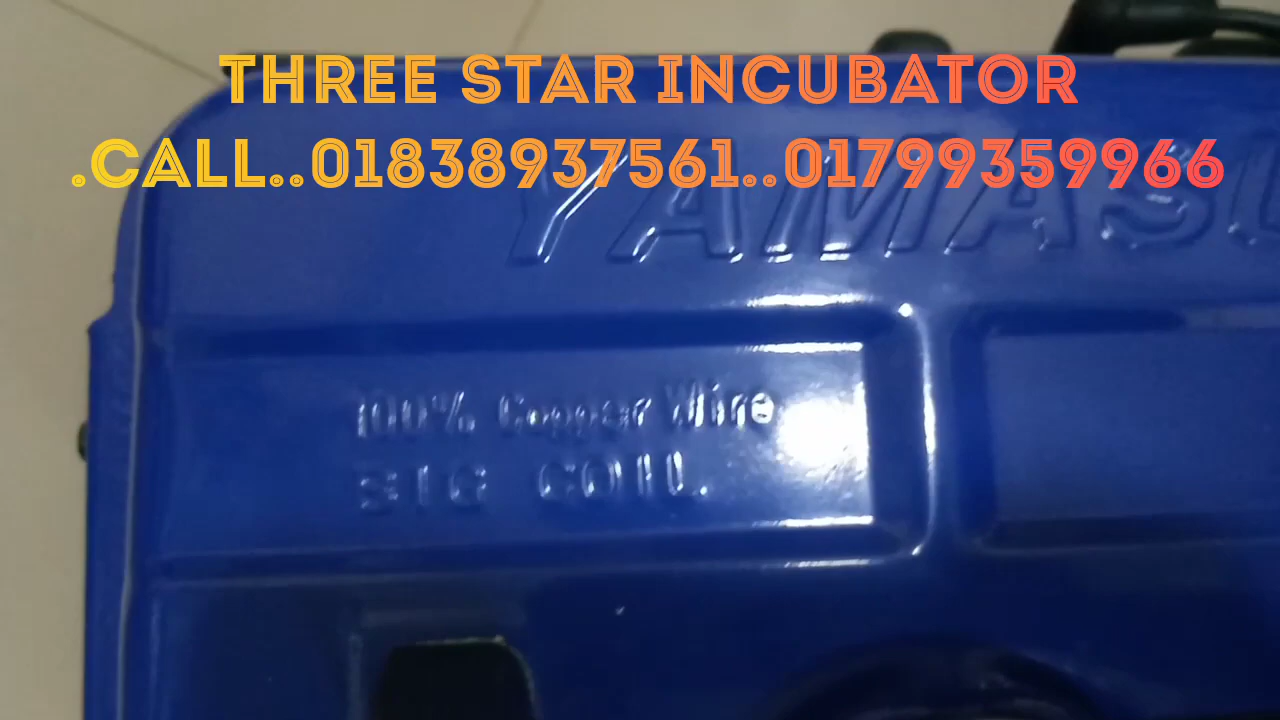 THREE STAR INCUBATOR
.CALL..01838937561..01799359966
100% Copper Wire
BIG COIL